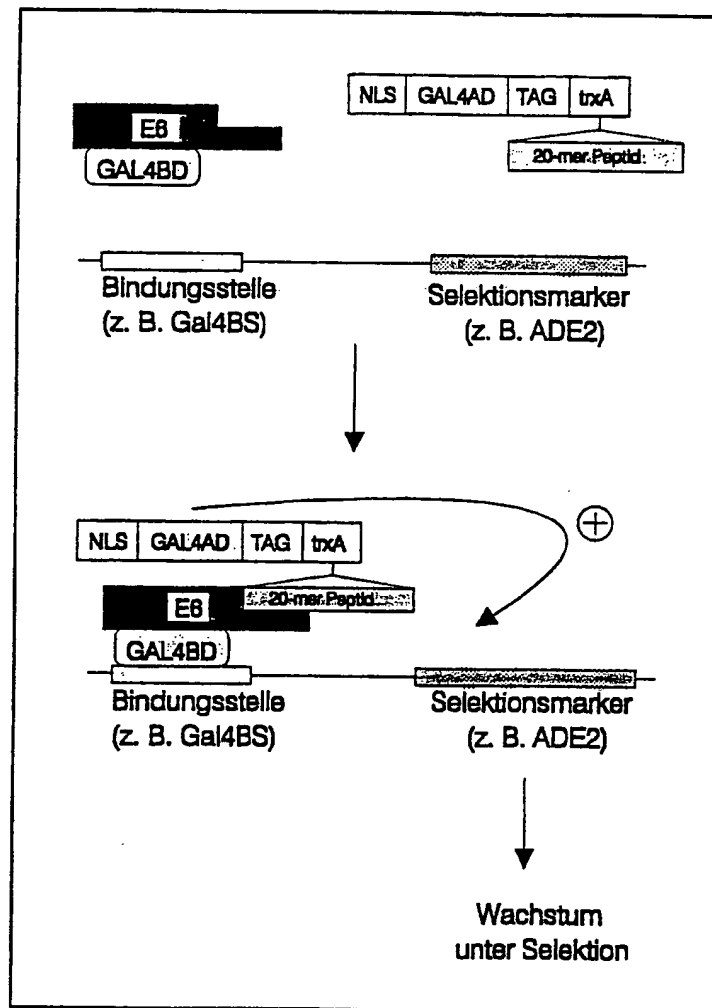 NLS GAL4AD TAG trxA
E6
GAL4BD
20-mer Peptid
Bindungsstelle
(z. B. Gal4BS)
Selektionsmarker
(z. B. ADE2)
+
NLS GAL4AD TAG trxA
E6
20-mer Peptid
GAL4BD
Bindungsstelle
(z. B. Gal4BS)
Selektionsmarker
(z. B. ADE2)
Wachstum
unter Selektion